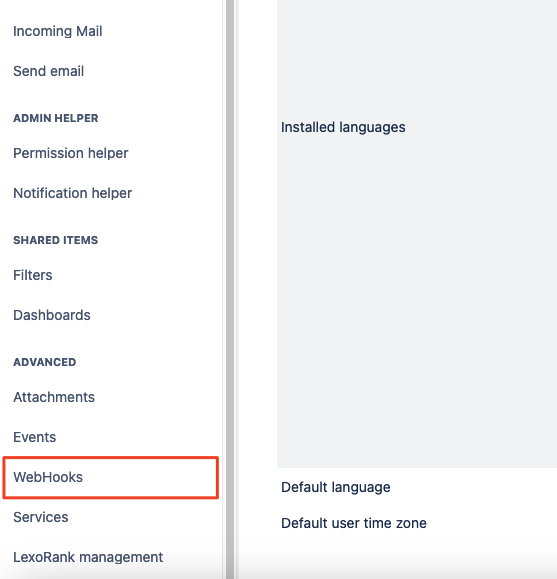 Incoming Mail
Send email
ADMIN HELPER
Permission helper
Notification helper
SHARED ITEMS
Filters
Dashboards
ADVANCED
Attachments
Events
WebHooks
Services
LexoRank management
Installed languages
Default language
Default user time zone